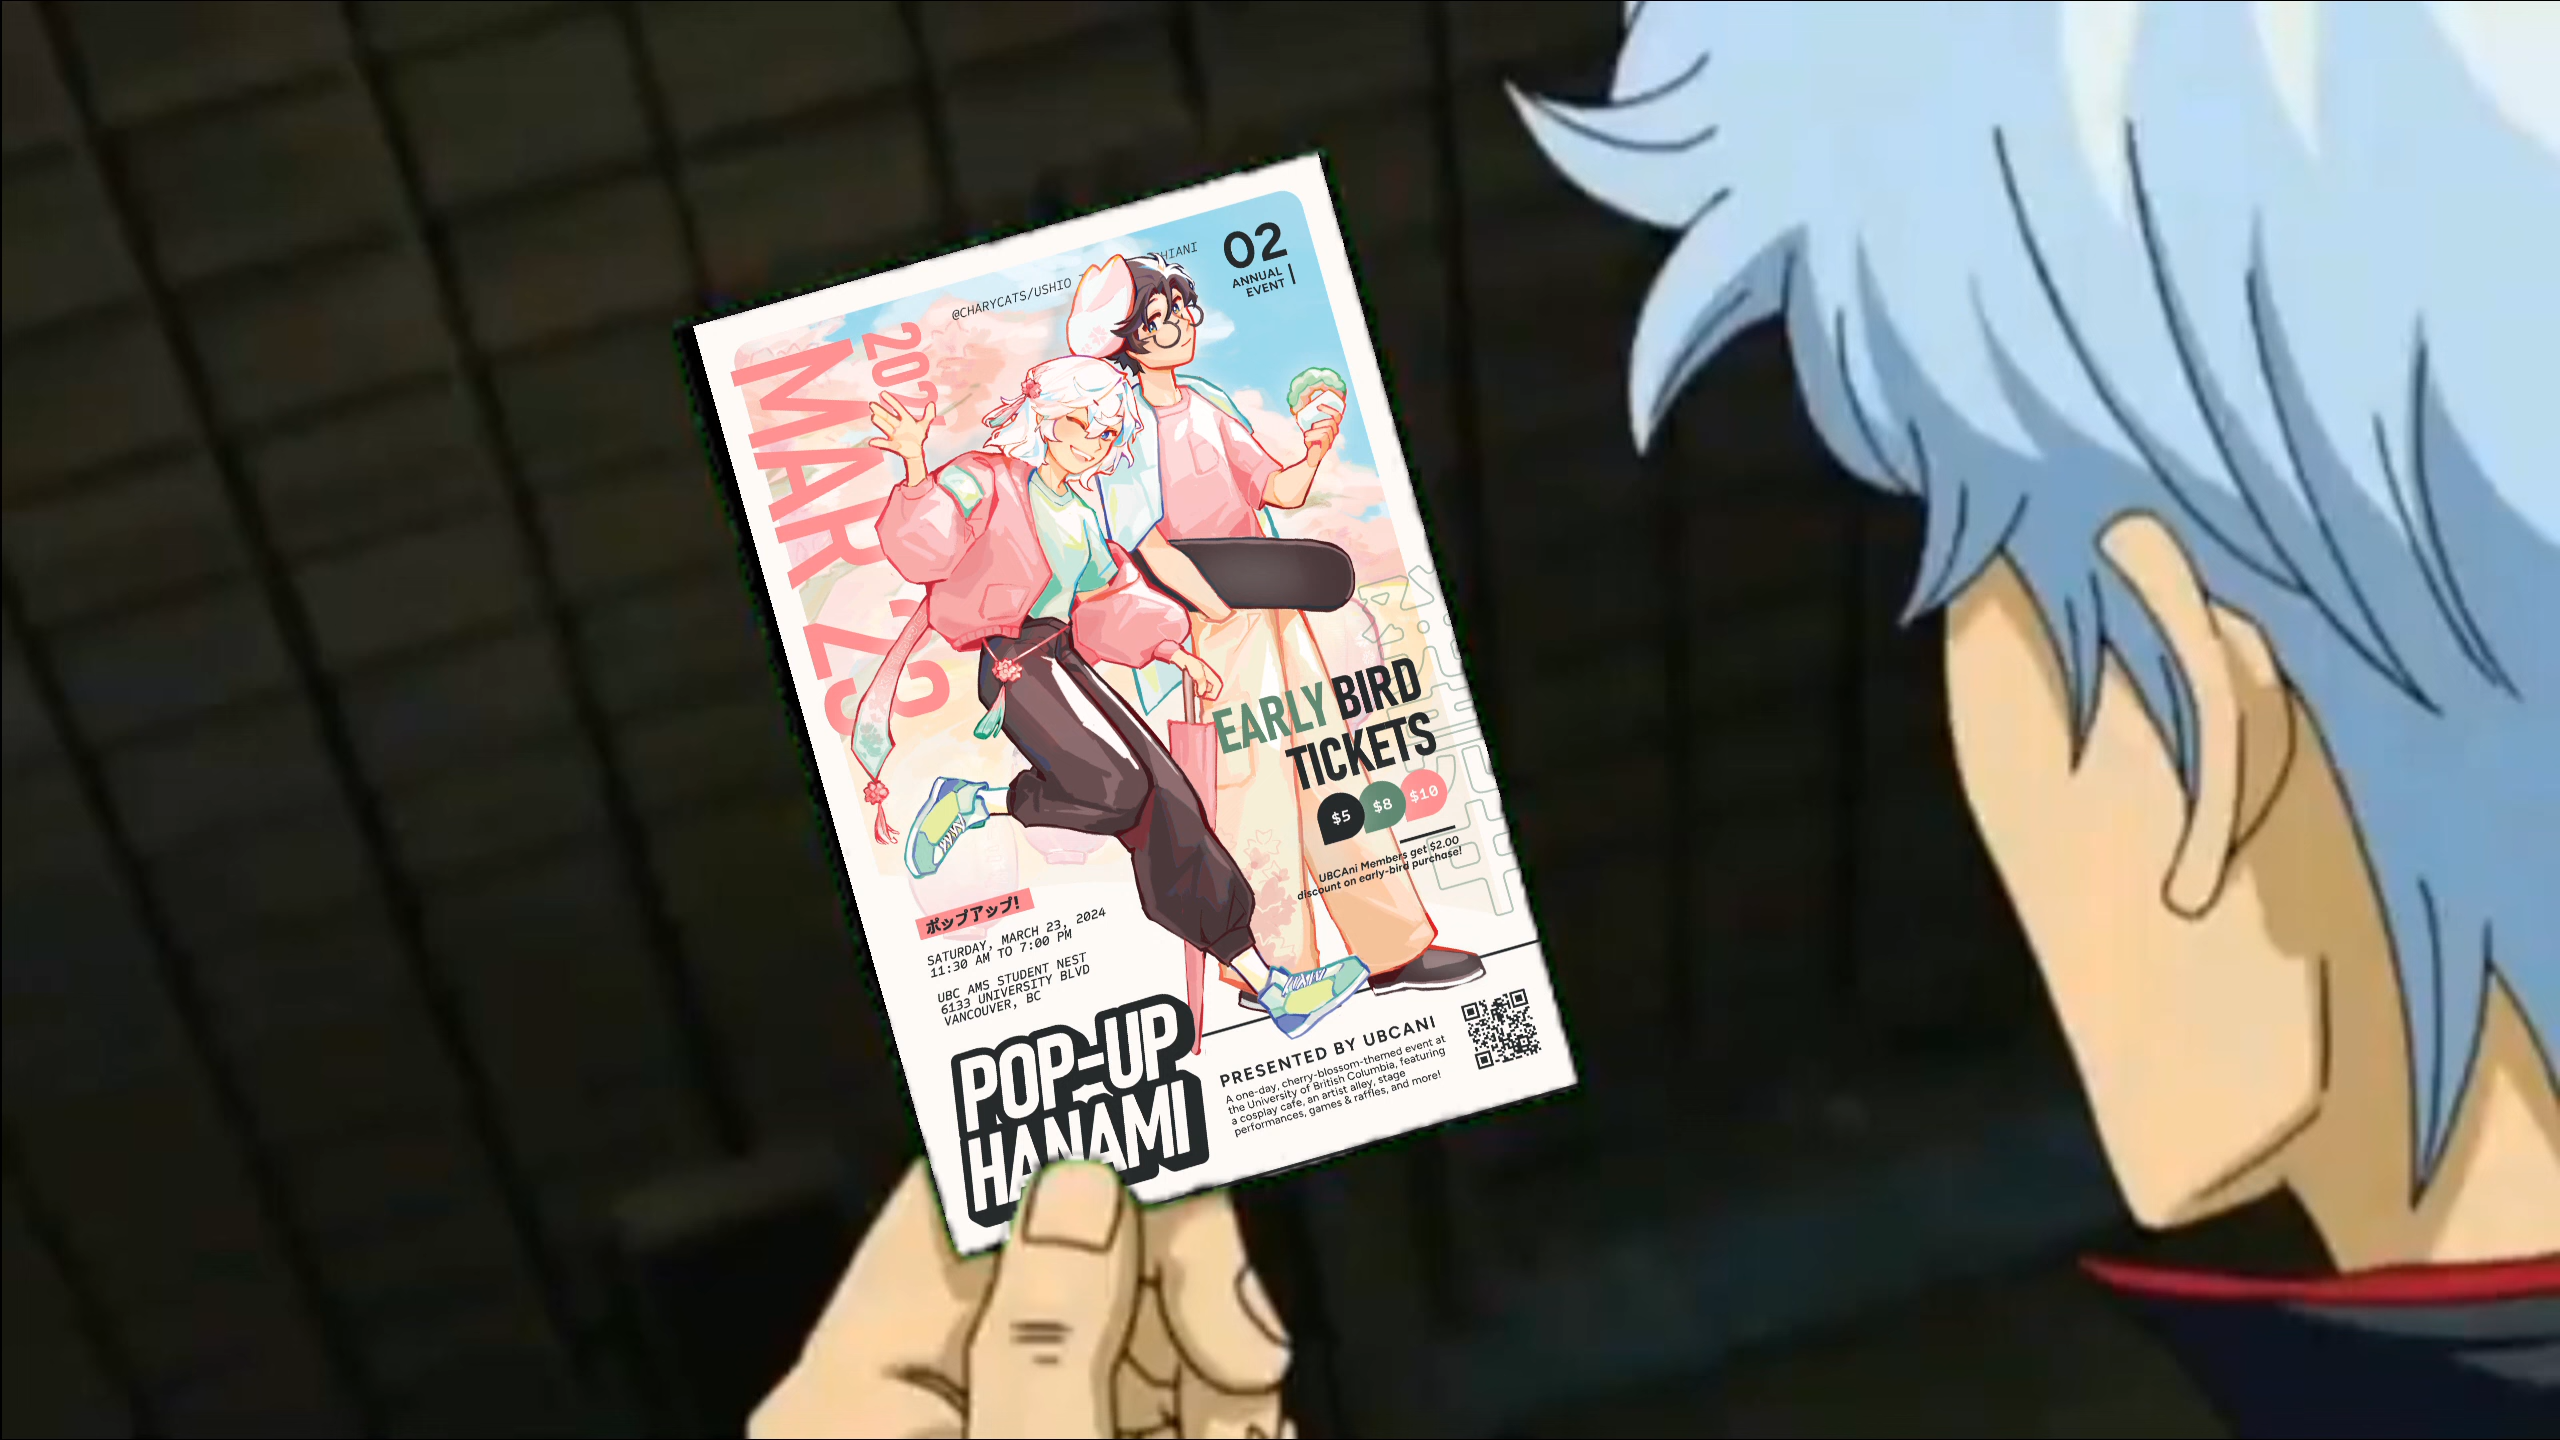 @CHARYCATS/USHIO
02
ANNUAL
EVENT
MAR 23
EARLY BIRD
TICKETS
$5
$8
$10
UBCAni Members get $2.00
discount on early-bird purchase!
ポップアップ!
SATURDAY, MARCH 23, 2024
11:30 AM TO 7:00 PM
UBC AMS STUDENT NEST
6133 UNIVERSITY BLVD
VANCOUVER, BC
POP-UP
HANAMI
PRESENTED BY UBCANI
A one-day, cherry-blossom-themed event at
the University of British Columbia, featuring
a cosplay cafe, an artist alley, stage
performances, games & raffles, and more!